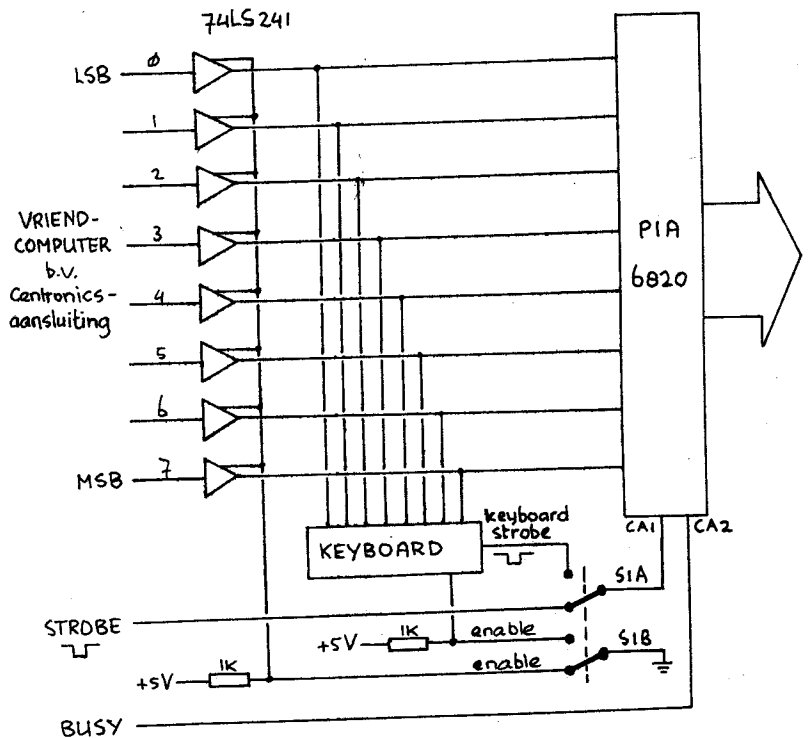 74LS241
LSB 0
1
2
VRIEND-
COMPUTER
b.v.
Centronics-
aansluiting
3
4
5
6
MSB 7
PIA
6820
CA1 CA2
KEYBOARD
keyboard
strobe
S1A
STROBE
+5V 1K enable
S1B
+5V 1K enable
BUSY